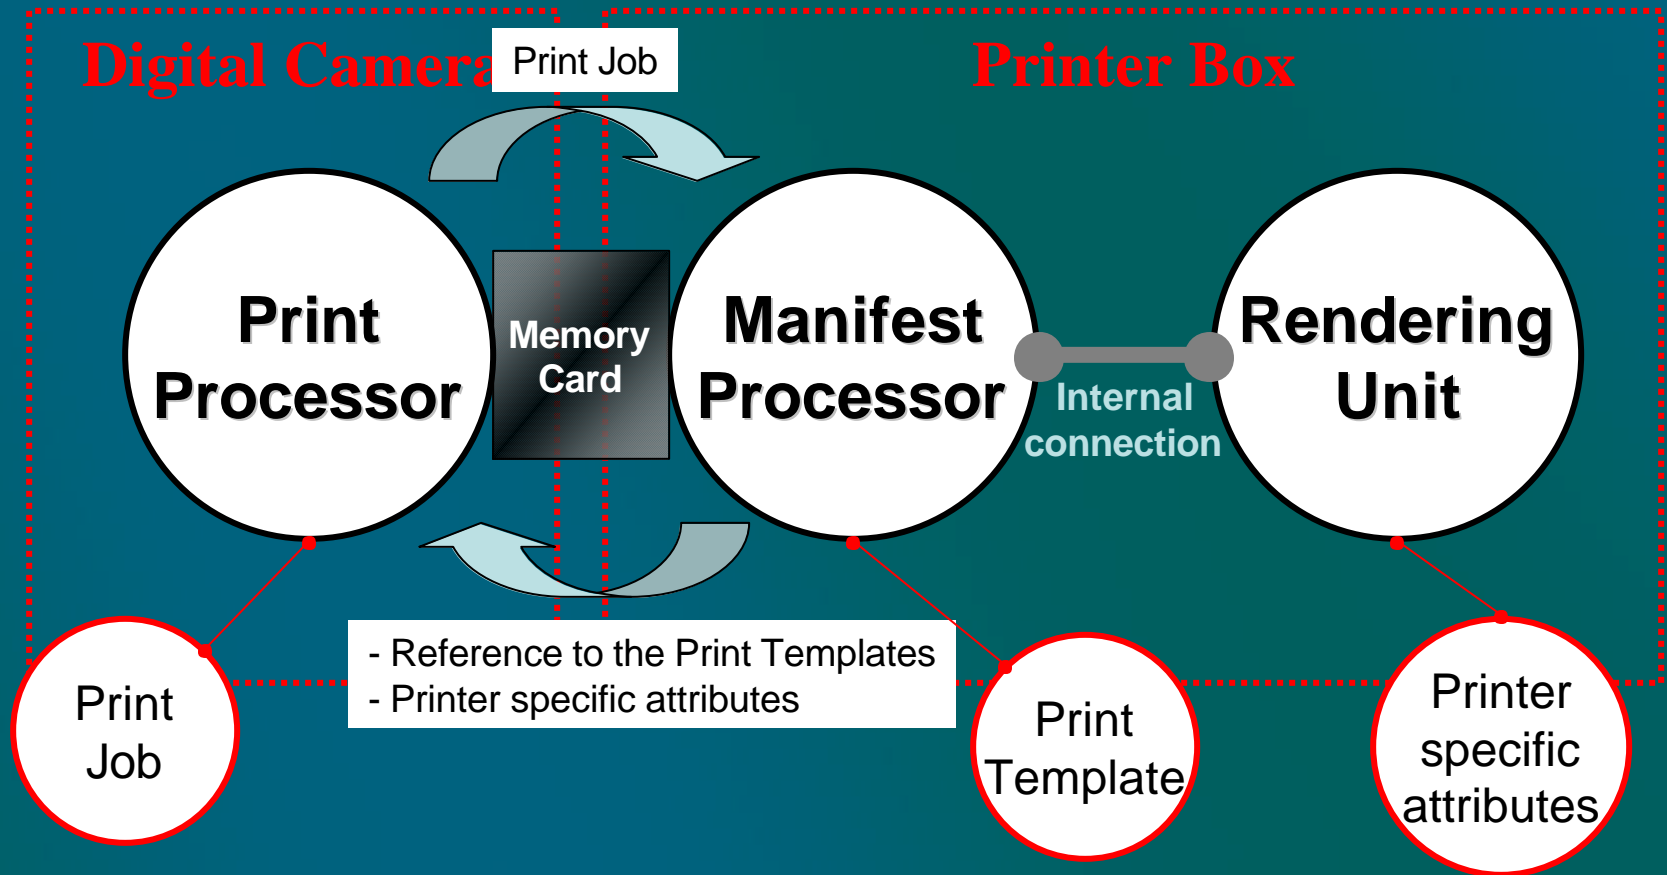 Digital Camera
Print Job
Printer Box
Print
Processor
Memory
Card
Manifest
Processor
Internal
connection
Rendering
Unit
- Reference to the Print Templates
- Printer specific attributes
Print
Job
Print
Template
Printer
specific
attributes